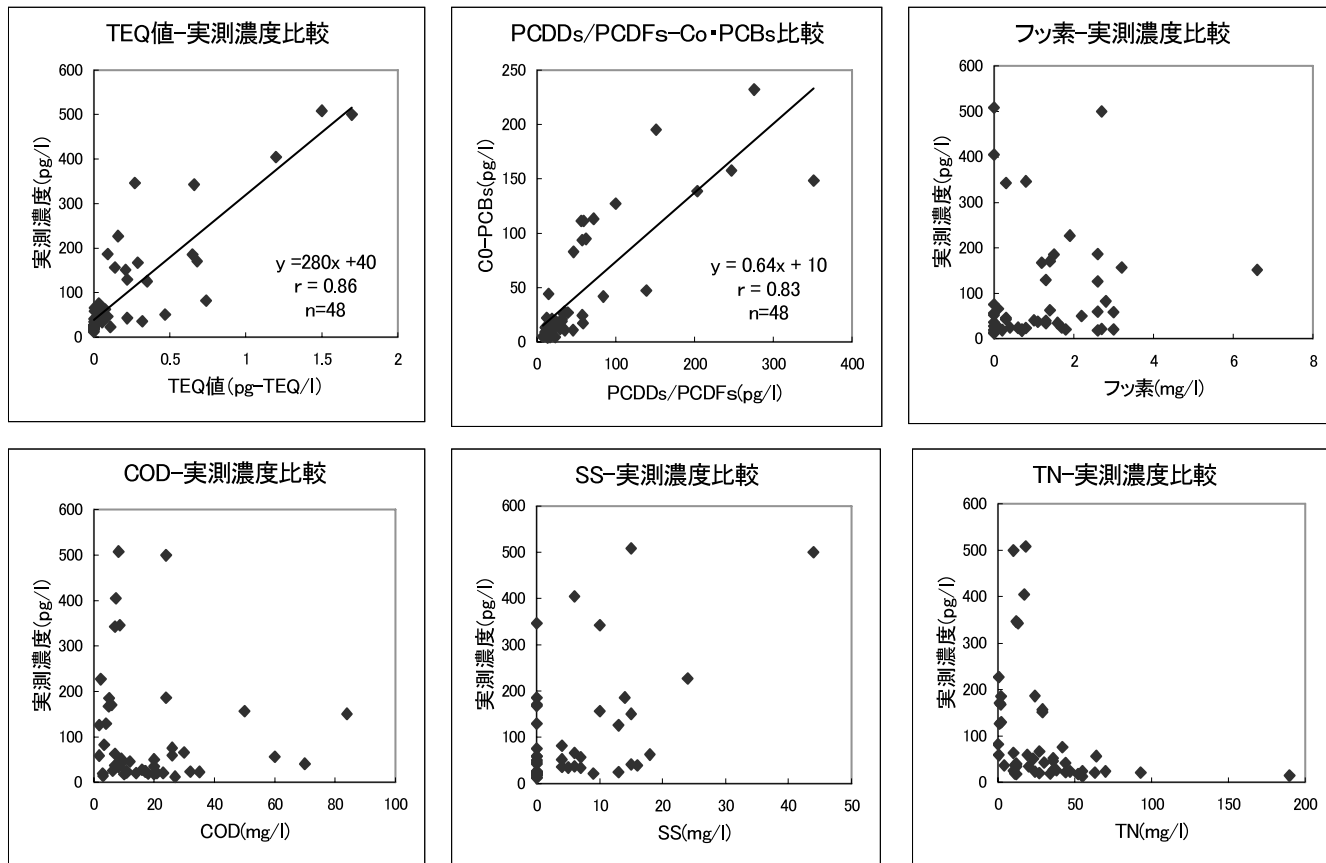 TEQ値-実測濃度比較
600
500
400
300
200
100
0
実測濃度(pg/l)
y =280x +40
r = 0.86
n=48
0 0.5 1 1.5 2
TEQ値(pg-TEQ/l)
PCDDs/PCDFs-Co・PCBs比較
250
200
150
100
50
0
C0-PCBs(pg/l)
y = 0.64x + 10
r = 0.83
n=48
0 100 200 300 400
PCDDs/PCDFs(pg/l)
フッ素-実測濃度比較
600
500
400
300
200
100
0
実測濃度(pg/l)
0 2 4 6 8
フッ素(mg/l)
COD-実測濃度比較
600
500
400
300
200
100
0
実測濃度(pg/l)
0 20 40 60 80 100
COD(mg/l)
SS-実測濃度比較
600
500
400
300
200
100
0
実測濃度(pg/l)
0 10 20 30 40 50
SS(mg/l)
TN-実測濃度比較
600
500
400
300
200
100
0
実測濃度(pg/l)
0 50 100 150 200
TN(mg/l)